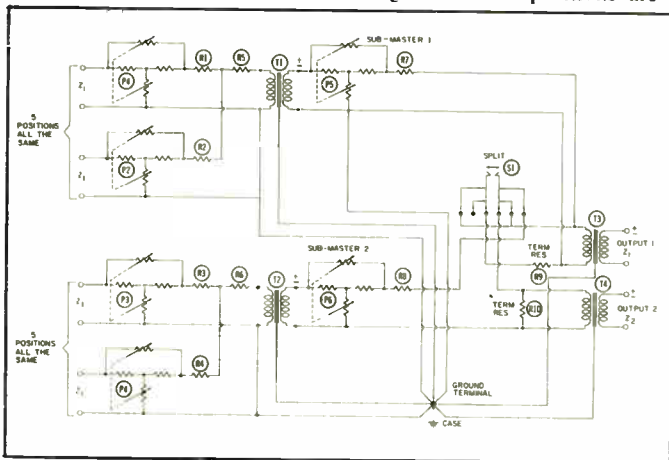 SUB-MASTER 1
P4
R1
R5
T1
P5
R7
Z1
5
POSITIONS
ALL THE
SAME
P2
R2
Z1
SPLIT
S1
T3
OUTPUT 1
Z1
TERM
RES
R9
SUB-MASTER 2
P3
R3
R6
T2
P6
R8
T4
OUTPUT 2
Z2
TERM
RES
R10
Z1
5
POSITIONS
ALL THE
SAME
P4
R4
Z1
GROUND
TERMINAL
CASE